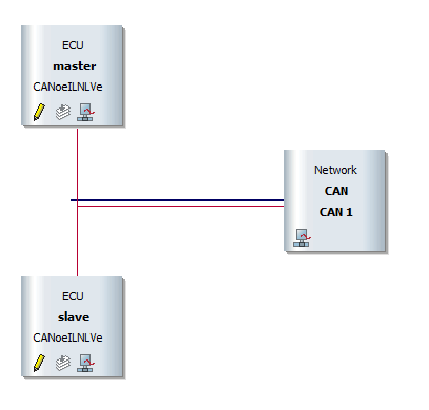 ECU
master
CANoeILNLVe
Network
CAN
CAN 1
ECU
slave
CANoeILNLVe